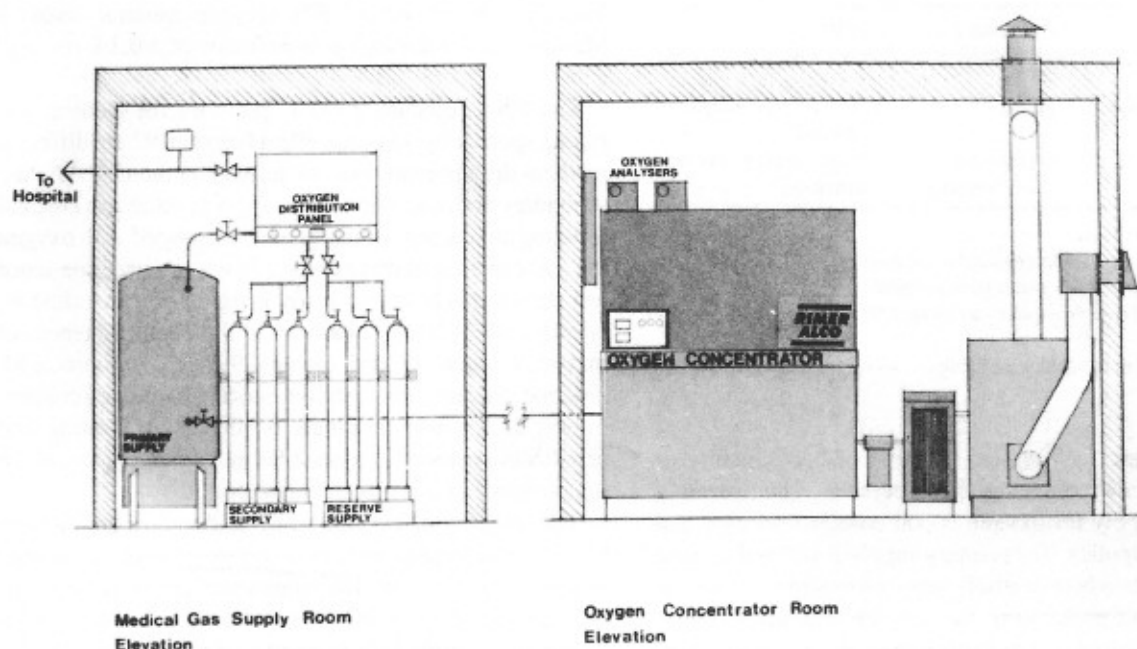 To
Hospital
OXYGEN
DISTRIBUTION
PANEL
PRIMARY
SUPPLY
SECONDARY
SUPPLY
RESERVE
SUPPLY
Medical Gas Supply Room
Elevation
OXYGEN
ANALYSERS
RIMER
ALCO
OXYGEN CONCENTRATOR
Oxygen Concentrator Room
Elevation